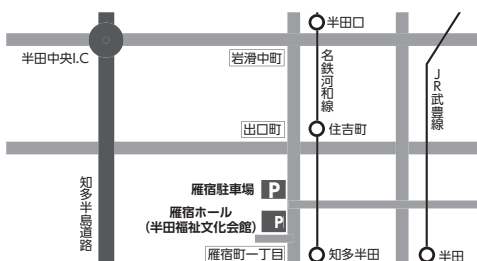 半田口
半田中央I.C
岩滑中町
名鉄河和線
JR武豊線
出口町
住吉町
知多半島道路
雁宿駐車場 P
雁宿ホール
(半田福祉文化会館) P
雁宿町一丁目
知多半田
半田